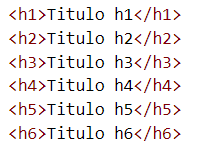 <h1>Titulo h1</h1>
<h2>Titulo h2</h2>
<h3>Titulo h3</h3>
<h4>Titulo h4</h4>
<h5>Titulo h5</h5>
<h6>Titulo h6</h6>